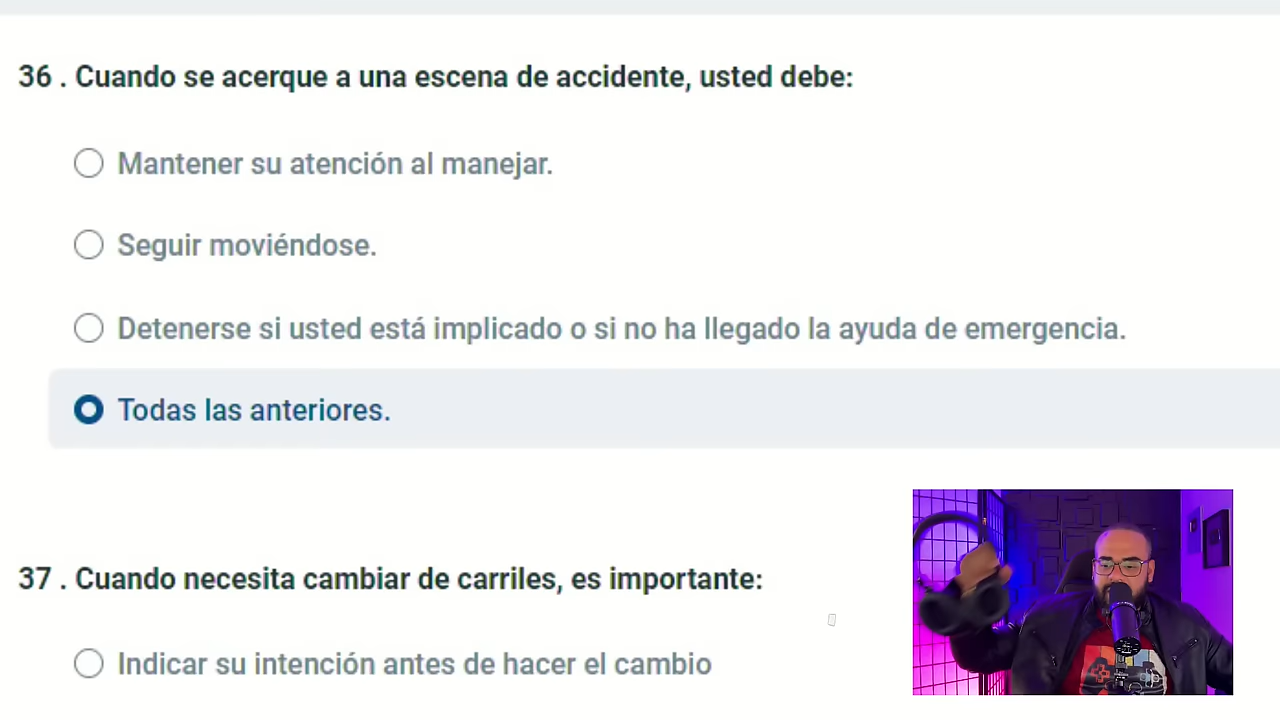 36 . Cuando se acerque a una escena de accidente, usted debe:
Mantener su atención al manejar.
Seguir moviéndose.
Detenerse si usted está implicado o si no ha llegado la ayuda de emergencia.
Todas las anteriores.
37 . Cuando necesita cambiar de carriles, es importante:
Indicar su intención antes de hacer el cambio